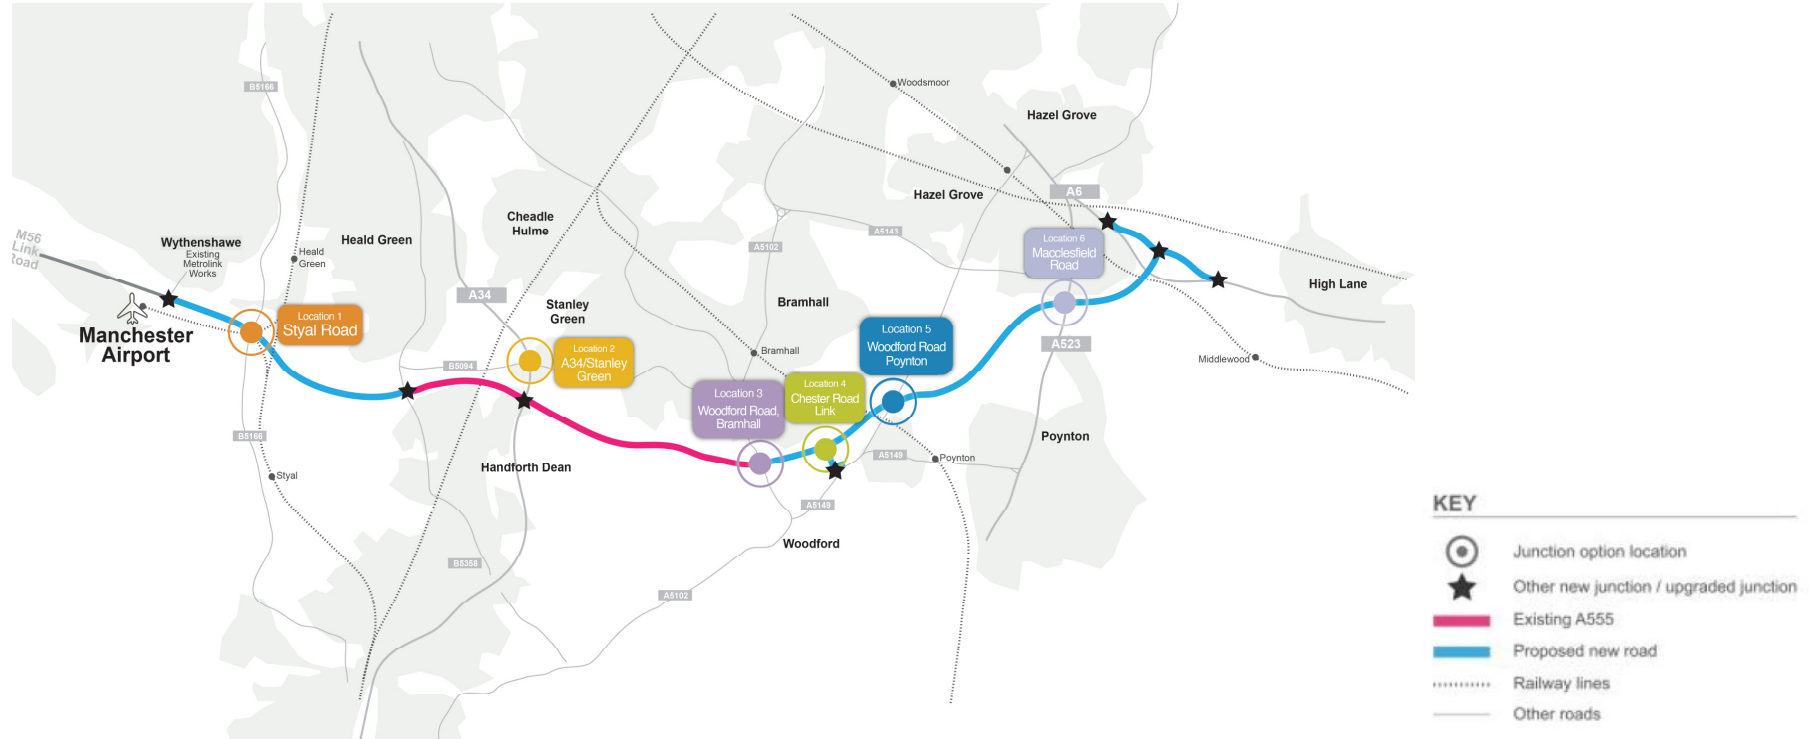 Woodsmoor
B5166
Hazel Grove
A6
Hazel Grove
Cheadle
Hulme
Wythenshawe
Existing
Metrolink
Works
M56
Link
Road
Heald Green
Heald
Green
A5102
A5143
Location 6
Macclesfield
Road
High Lane
A34
Stanley
Green
Bramhall
Location 1
Styal Road
Manchester
Airport
Location 5
Woodford Road
Poynton
A523
Bramhall
Middlewood
Location 2
A34/Stanley
Green
B5094
Location 3
Woodford Road,
Bramhall
Location 4
Chester Road
Link
B5166
Poynton
A5149
Poynton
Handforth Dean
Styal
A5149
Woodford
B5358
A5102
KEY
Junction option location
Other new junction / upgraded junction
Existing A555
Proposed new road
Railway lines
Other roads